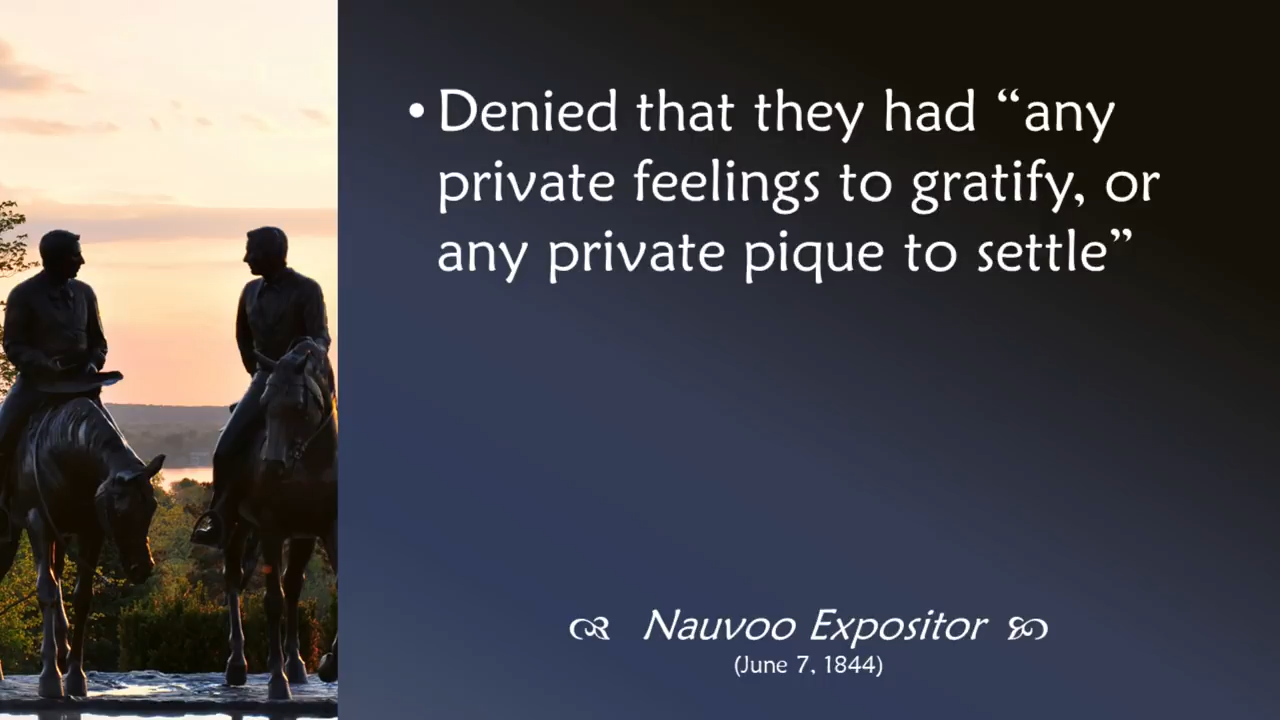 • Denied that they had “any
private feelings to gratify, or
any private pique to settle”
Nauvoo Expositor
(June 7, 1844)